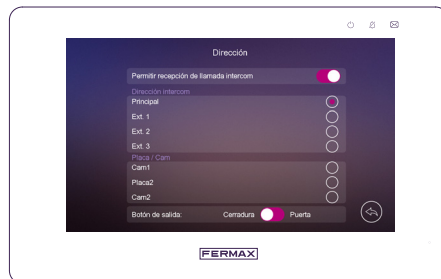 Dirección
Permitir recepción de llamada intercom
Dirección intercom
Principal
Ext. 1
Ext. 2
Ext. 3
Placa / Cam
Cam1
Placa2
Cam2
Botón de salida: Cerradura Puerta
FERMAX